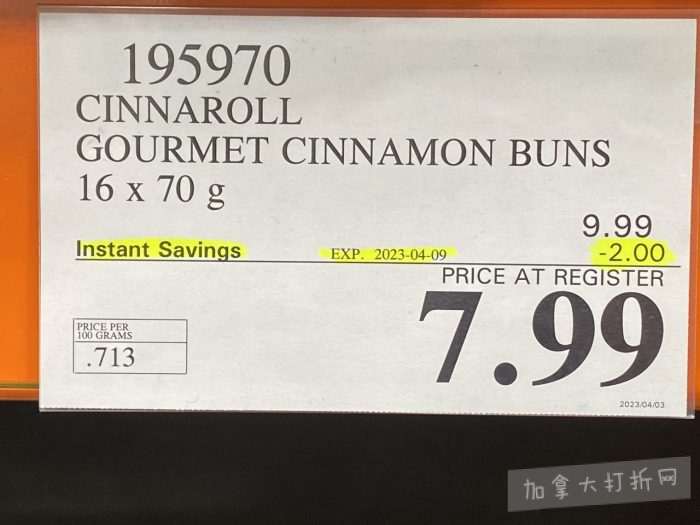 195970
CINNAROLL
GOURMET CINNAMON BUNS
16 x 70 g
9.99
Instant Savings EXP. 2023-04-09 -2.00
PRICE AT REGISTER
7.99
PRICE PER
100 GRAMS
.713
2023/04/03
加拿大打折网